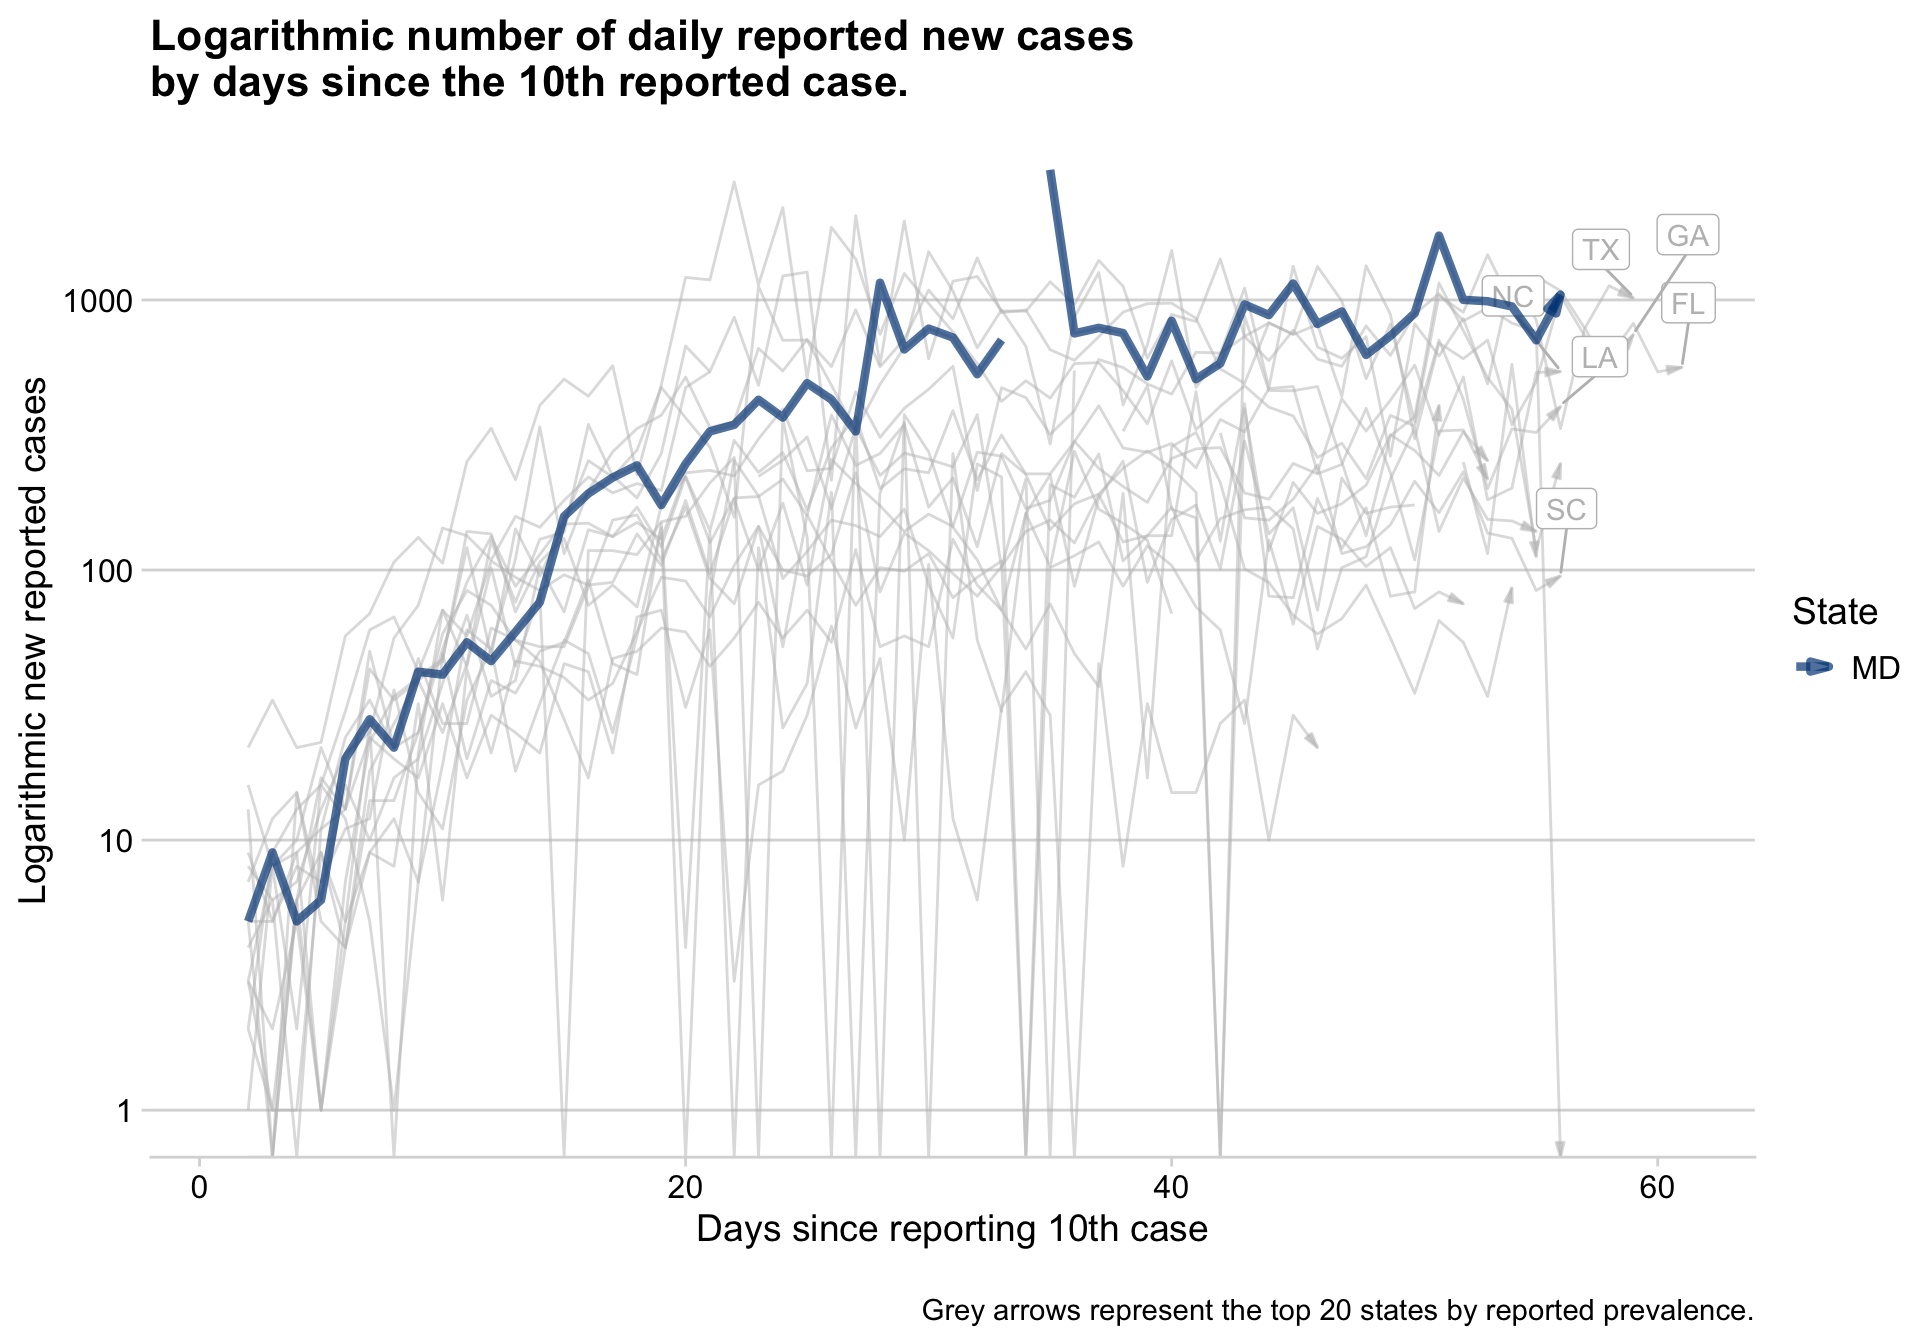 Logarithmic number of daily reported new cases
by days since the 10th reported case.
Logarithmic new reported cases
1000
100
10
1
TX
GA
NC
FL
LA
SC
State
MD
0
20
40
60
Days since reporting 10th case
Grey arrows represent the top 20 states by reported prevalence.